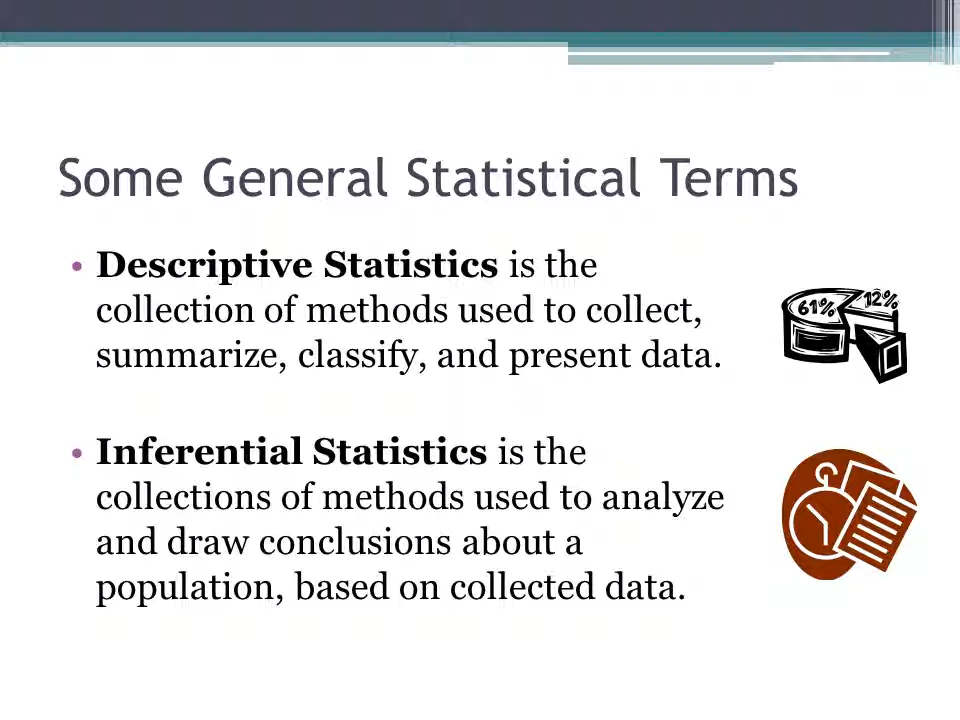 Some General Statistical Terms
• Descriptive Statistics is the
collection of methods used to collect,
summarize, classify, and present data.
61% 12%
• Inferential Statistics is the
collections of methods used to analyze
and draw conclusions about a
population, based on collected data.